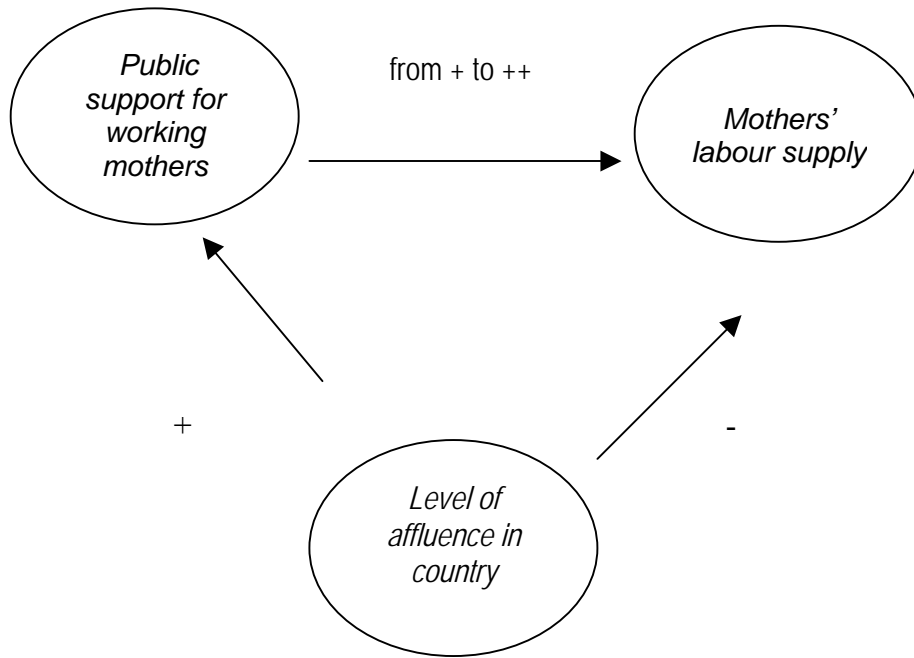 Public
support for
working
mothers
from + to ++
Mothers’
labour supply
+
-
Level of
affluence in
country